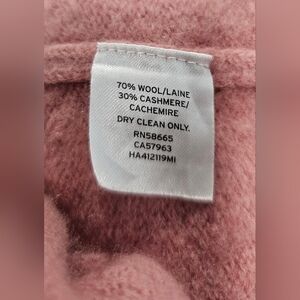 70% WOOL/LAINE
30% CASHMERE/
CACHEMIRE
DRY CLEAN ONLY.
RN58665
CA57963
HA412119MI